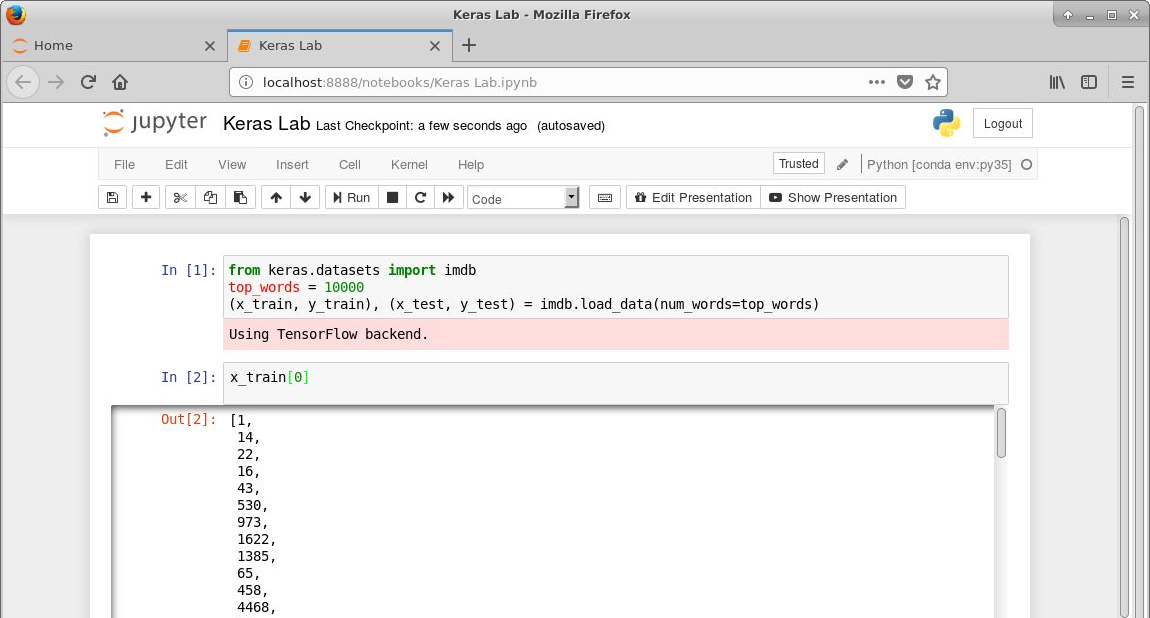 Keras Lab - Mozilla Firefox
Home
Keras Lab
localhost:8888/notebooks/Keras Lab.ipynb
jupyter Keras Lab Last Checkpoint: a few seconds ago (autosaved)
Logout
File Edit View Insert Cell Kernel Help
Trusted
Python [conda env:py35]
Run
Code
Edit Presentation
Show Presentation
In [1]: from keras.datasets import imdb
top_words = 10000
(x_train, y_train), (x_test, y_test) = imdb.load_data(num_words=top_words)
Using TensorFlow backend.
In [2]: x_train[0]
Out[2]: [1,
14,
22,
16,
43,
530,
973,
1622,
1385,
65,
458,
4468,